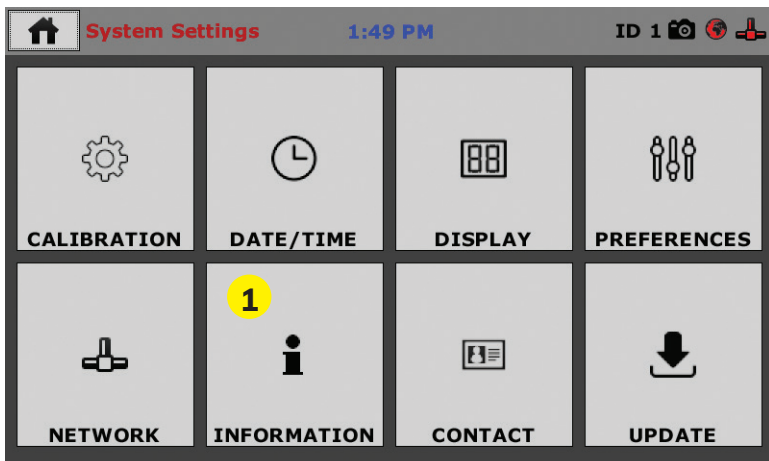 System Settings 1:49 PM ID 1
CALIBRATION DATE/TIME DISPLAY PREFERENCES
1
NETWORK INFORMATION CONTACT UPDATE